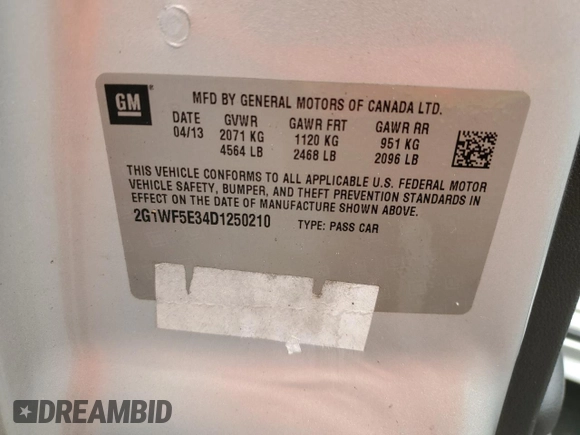 GM
MFD BY GENERAL MOTORS OF CANADA LTD.
DATE GVWR GAWR FRT GAWR RR
04/13 2071 KG 1120 KG 951 KG
4564 LB 2468 LB 2096 LB
THIS VEHICLE CONFORMS TO ALL APPLICABLE U.S. FEDERAL MOTOR
VEHICLE SAFETY, BUMPER, AND THEFT PREVENTION STANDARDS IN
EFFECT ON THE DATE OF MANUFACTURE SHOWN ABOVE.
2G1WF5E34D1250210 TYPE: PASS CAR
DREAMBID